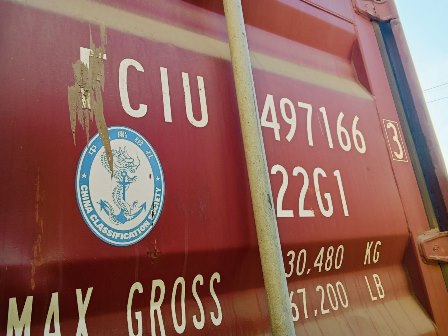 CIU 497166 3
22G1
CHINA CLASSIFICATION SOCIETY
MAX GROSS 30,480 KG
67,200 LB